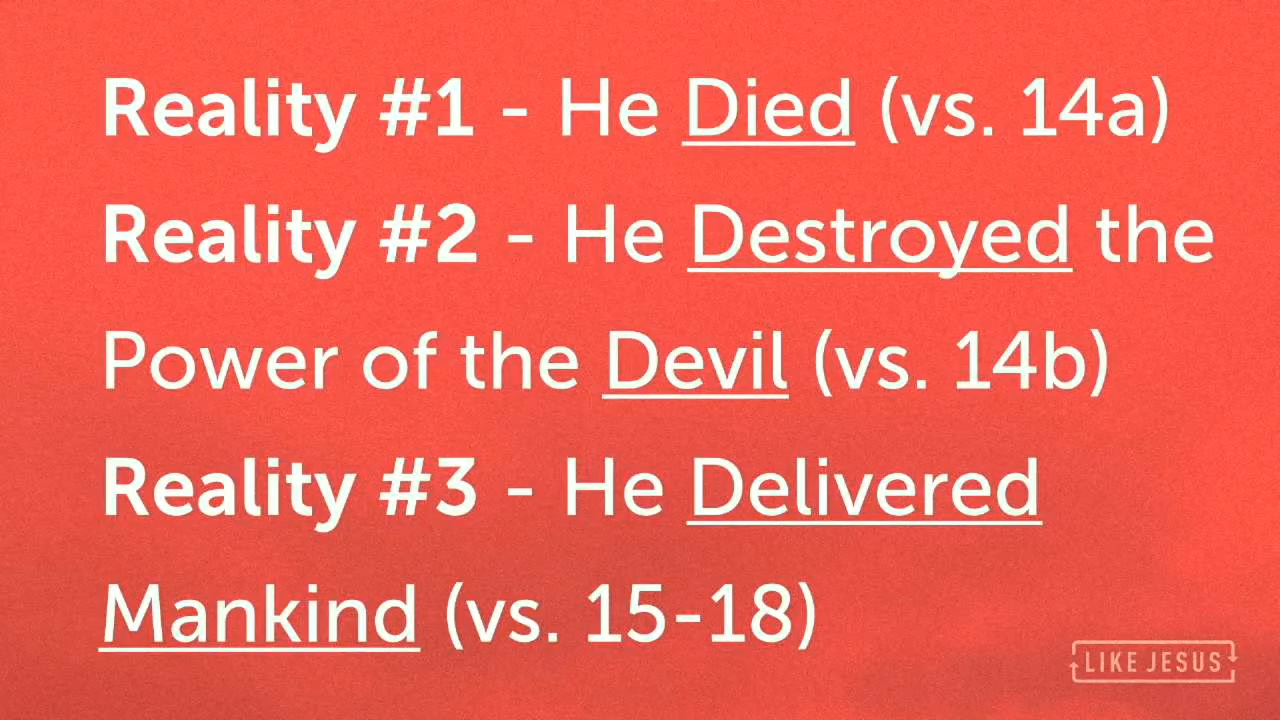 Reality #1 - He Died (vs. 14a)
Reality #2 - He Destroyed the
Power of the Devil (vs. 14b)
Reality #3 - He Delivered
Mankind (vs. 15-18)
LIKE JESUS